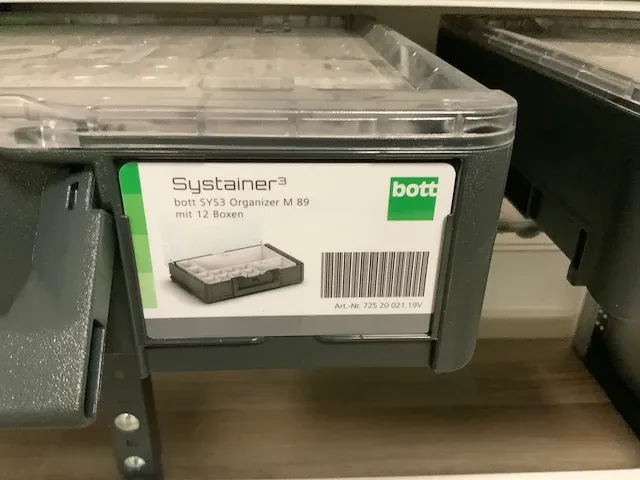 Systainer³
bott
bott SYS3 Organizer M 89
mit 12 Boxen
Art.-Nr. 725 20 021.19V